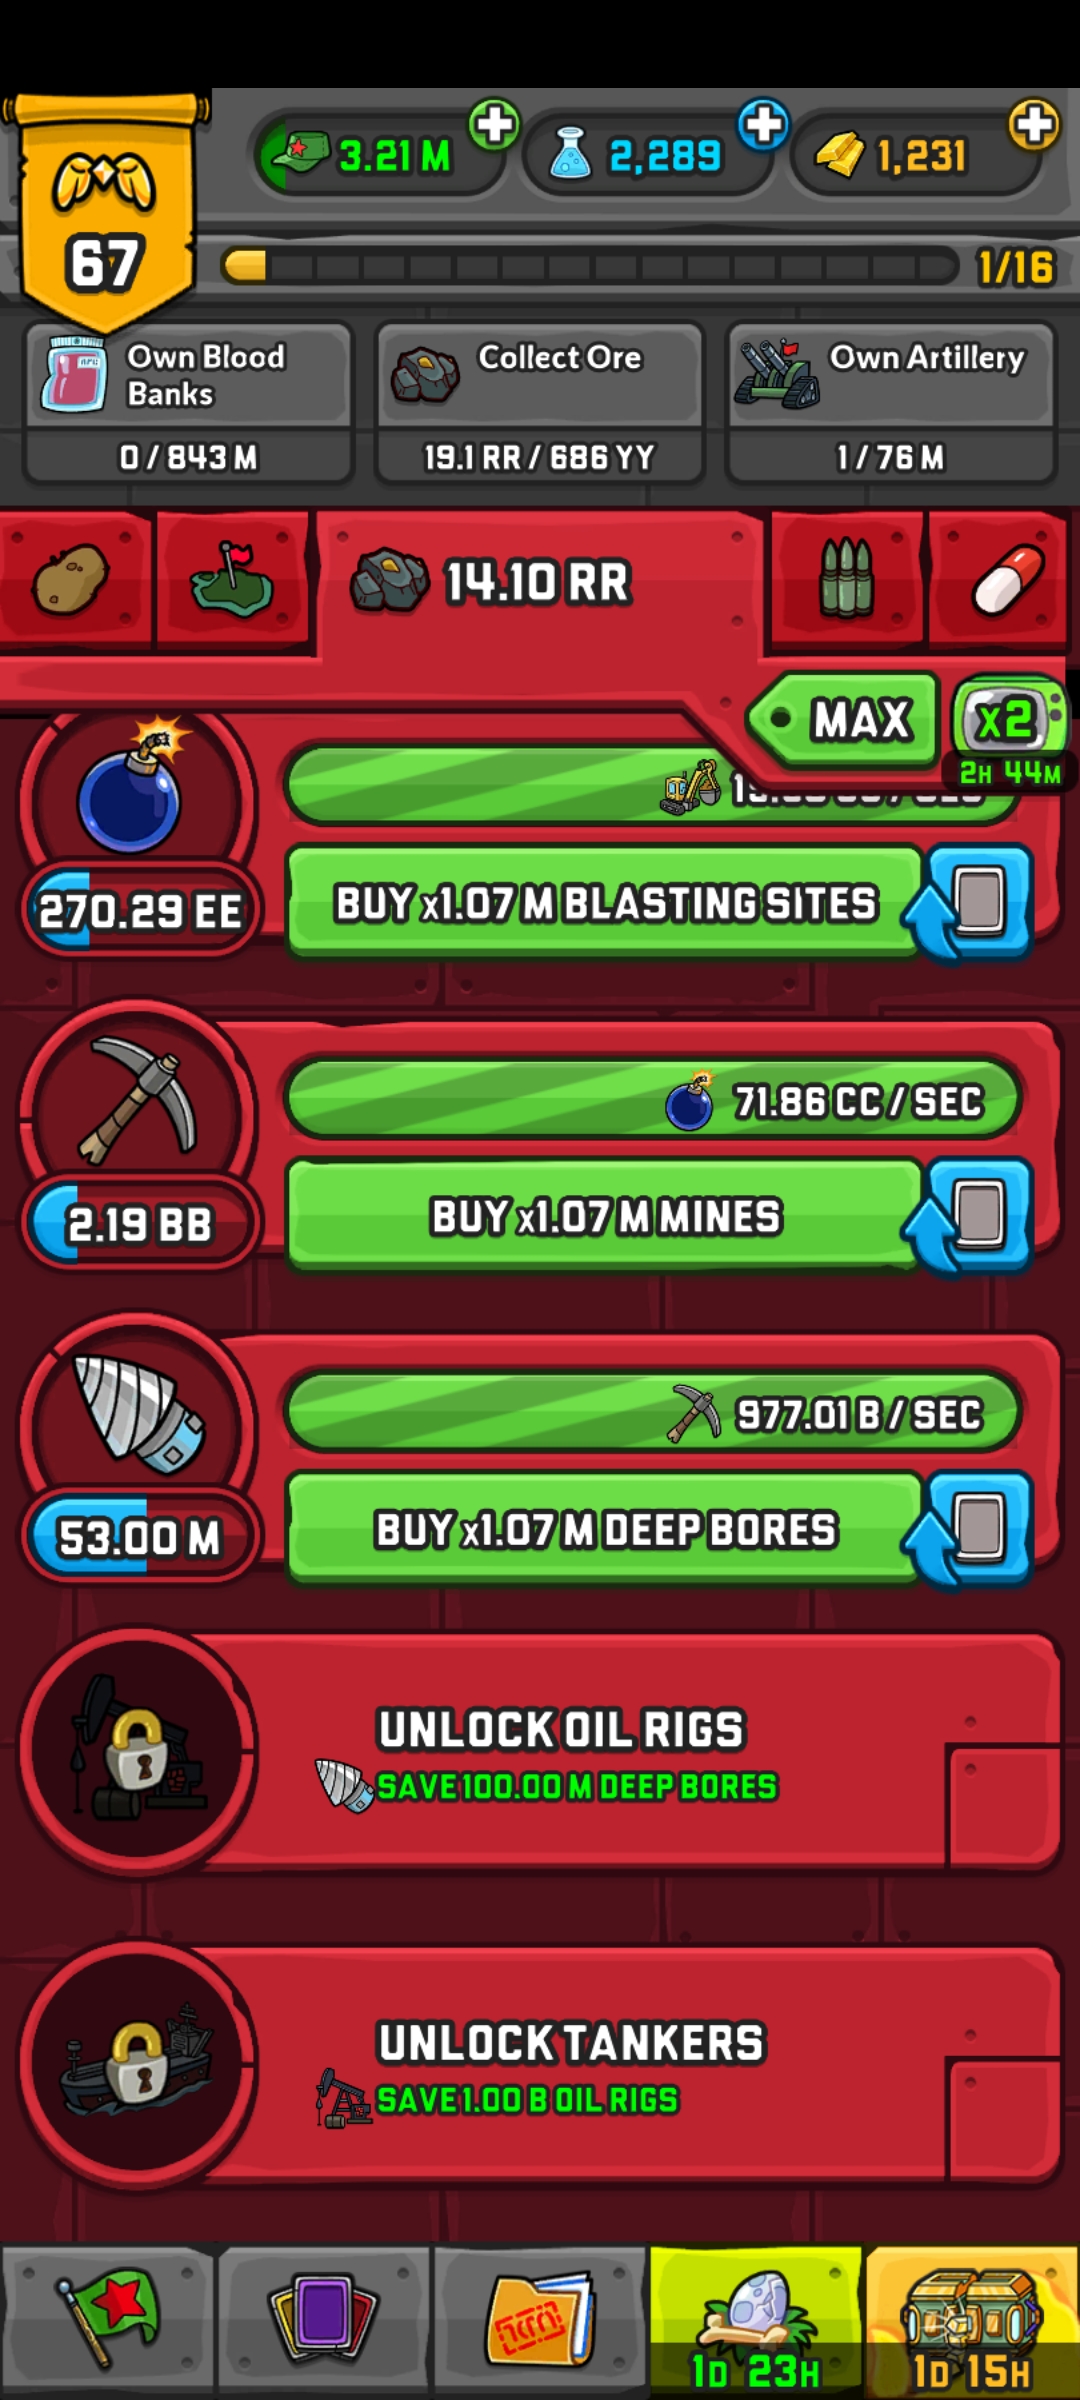 3.21 M
2,289
1,231
67
1/16
Own Blood
Banks
Collect Ore
Own Artillery
0 / 843 M
19.1 RR / 686 YY
1 / 76 M
14.10 RR
MAX
x2
2H 44M
270.29 EE
BUY x1.07 M BLASTING SITES
71.86 CC / SEC
2.19 BB
BUY x1.07 M MINES
977.01 B / SEC
53.00 M
BUY x1.07 M DEEP BORES
UNLOCK OIL RIGS
SAVE 100.00 M DEEP BORES
UNLOCK TANKERS
SAVE 1.00 B OIL RIGS
1D 23H
1D 15H